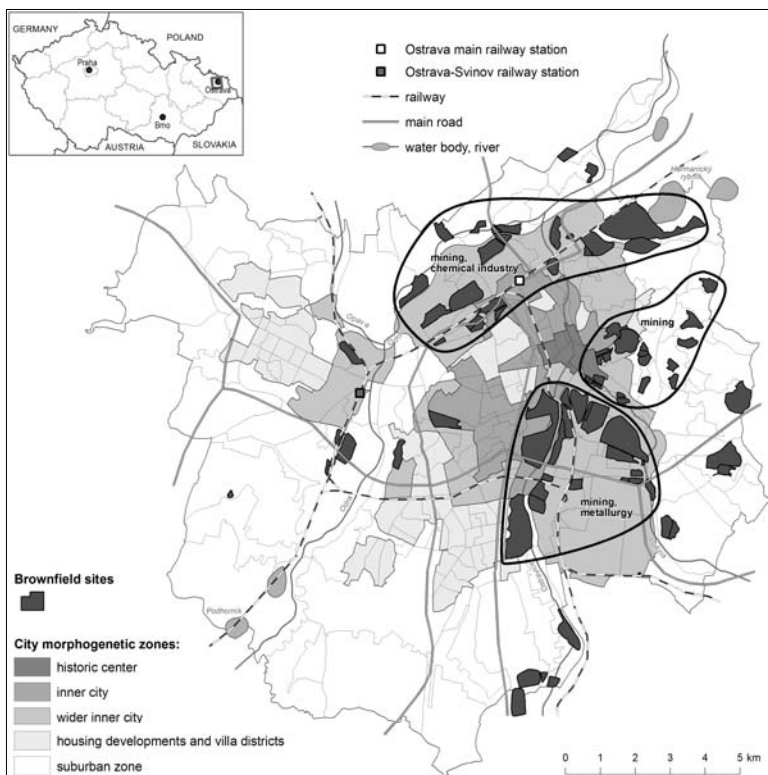 GERMANY
POLAND
Praha
Ostrava
Brno
AUSTRIA
SLOVAKIA
Ostrava main railway station
Ostrava-Svinov railway station
railway
main road
water body, river
Heřmanický
rybník
mining,
chemical industry
mining
Opava
mining,
metallurgy
Odra
Podhorník
Brownfield sites
City morphogenetic zones:
historic center
inner city
wider inner city
housing developments and villa districts
suburban zone
0 1 2 3 4 5 km